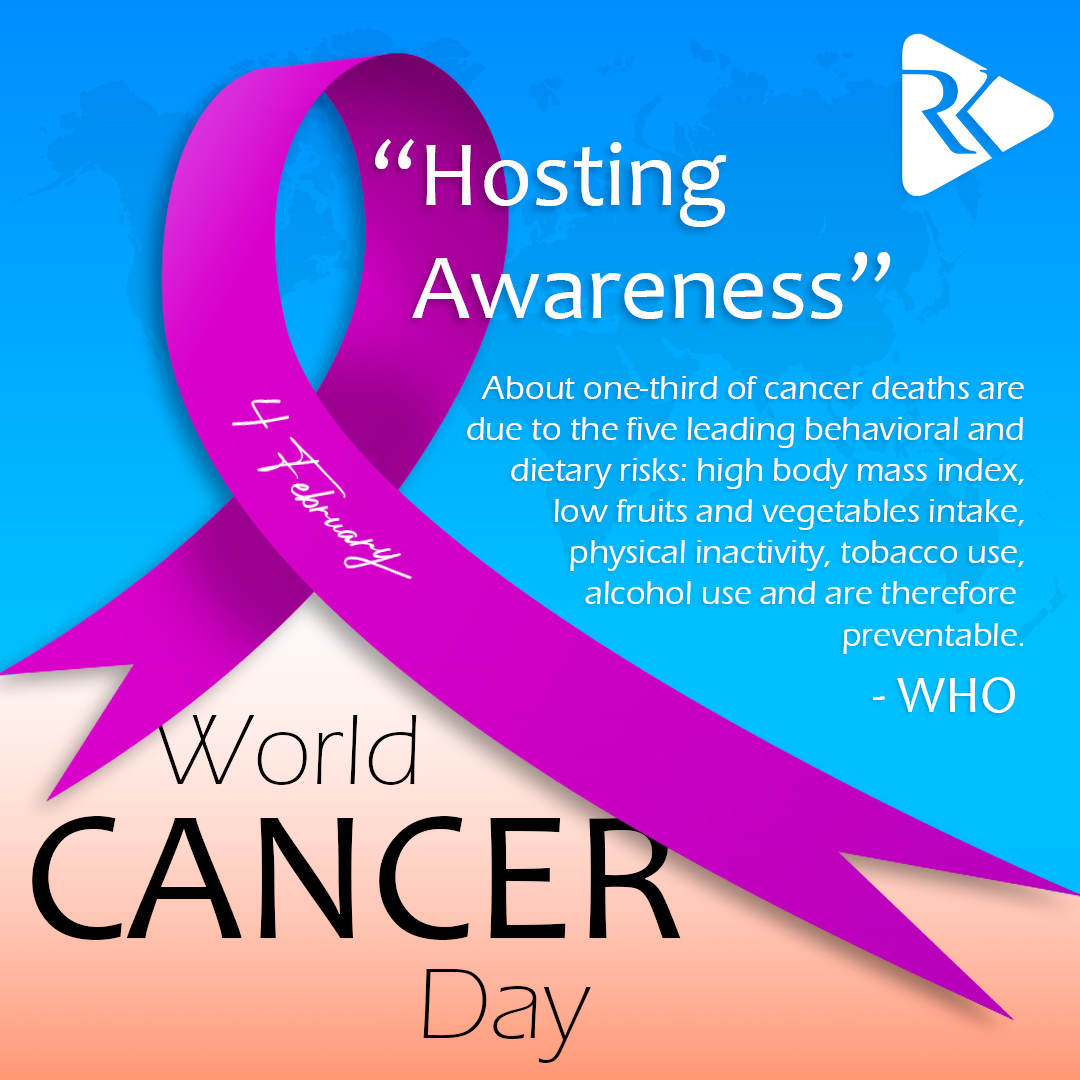 RK
“Hosting
Awareness”
About one-third of cancer deaths are
due to the five leading behavioral and
dietary risks: high body mass index,
low fruits and vegetables intake,
physical inactivity, tobacco use,
alcohol use and are therefore
preventable.
- WHO
4 February
World
CANCER
Day